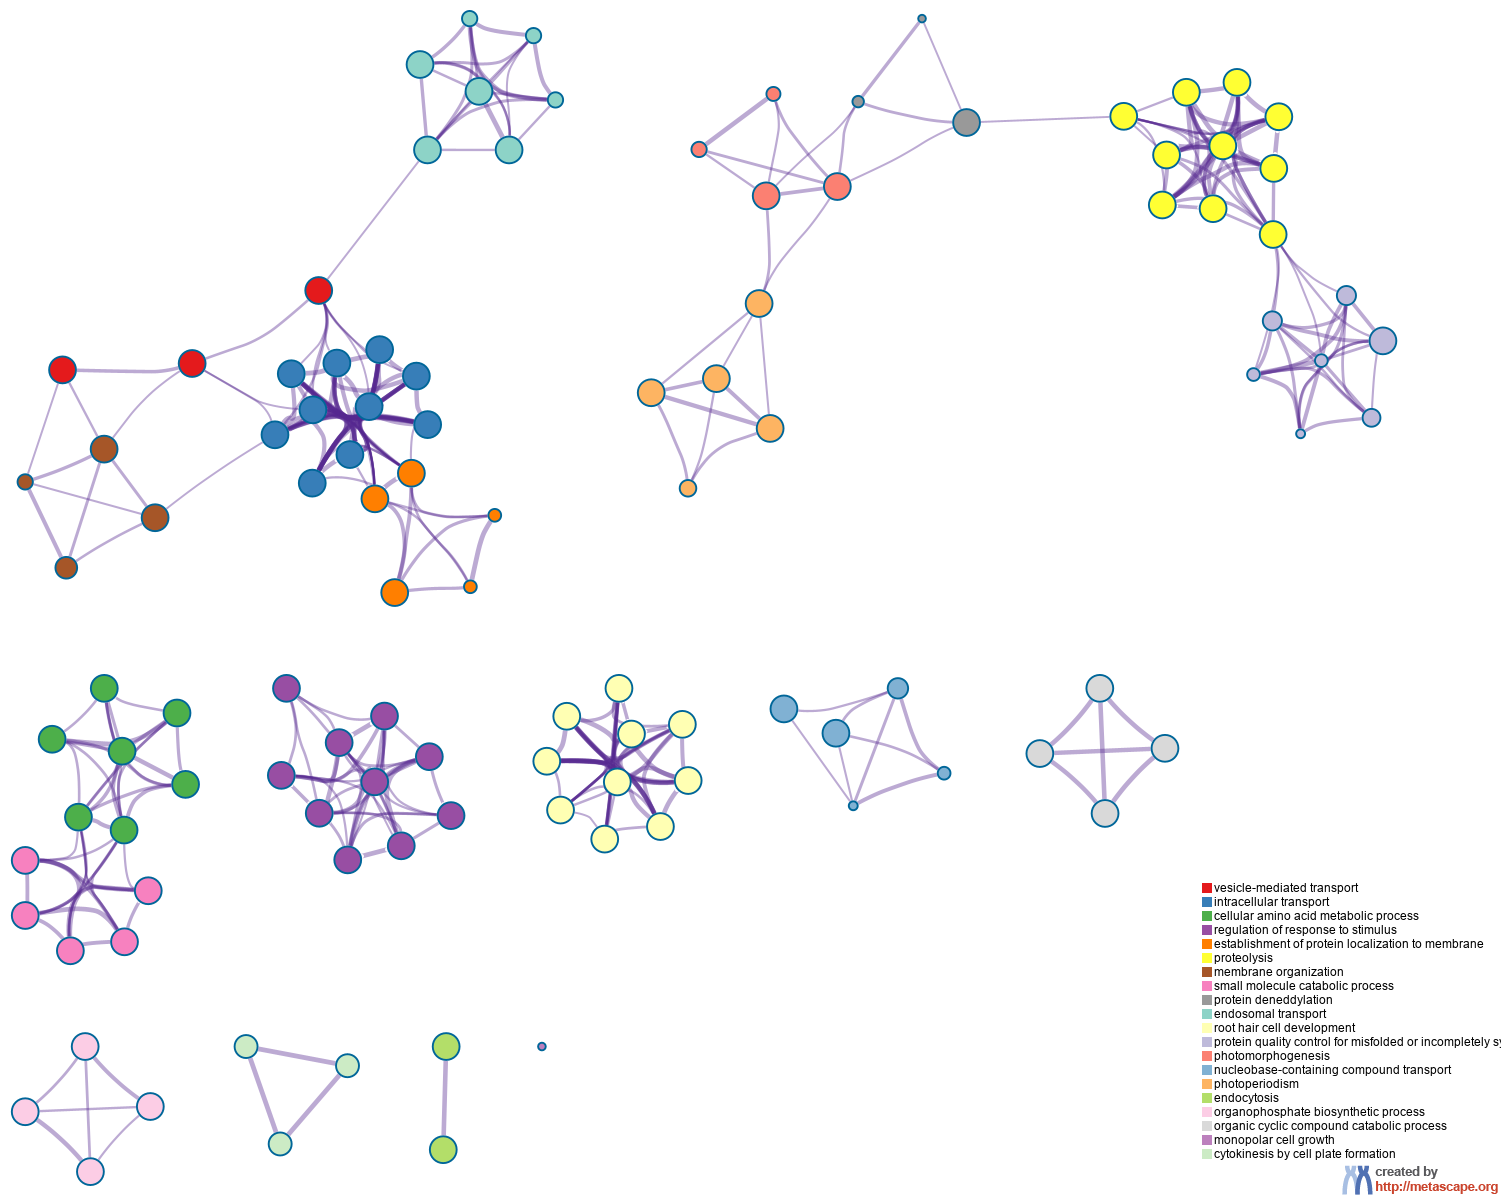 vesicle-mediated transport
intracellular transport
cellular amino acid metabolic process
regulation of response to stimulus
establishment of protein localization to membrane
proteolysis
membrane organization
small molecule catabolic process
protein deneddylation
endosomal transport
root hair cell development
protein quality control for misfolded or incompletely
photomorphogenesis
nucleobase-containing compound transport
photoperiodism
endocytosis
organophosphate biosynthetic process
organic cyclic compound catabolic process
monopolar cell growth
cytokinesis by cell plate formation
created by
http://metascape.org